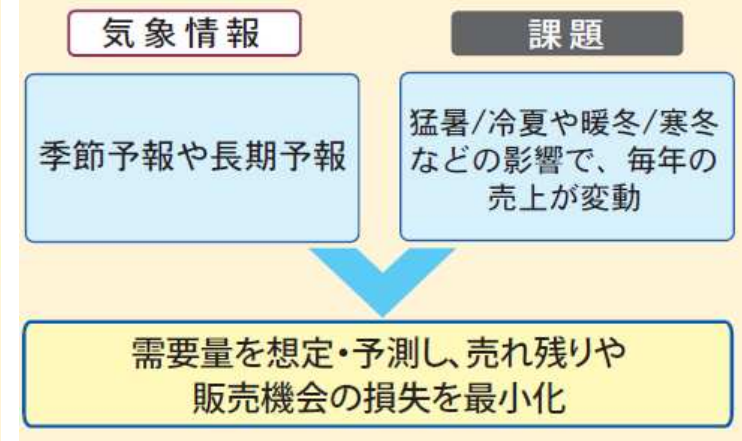 気象情報
課題
季節予報や長期予報
猛暑/冷夏や暖冬/寒冬
などの影響で、毎年の
売上が変動
需要量を想定・予測し、売れ残りや
販売機会の損失を最小化